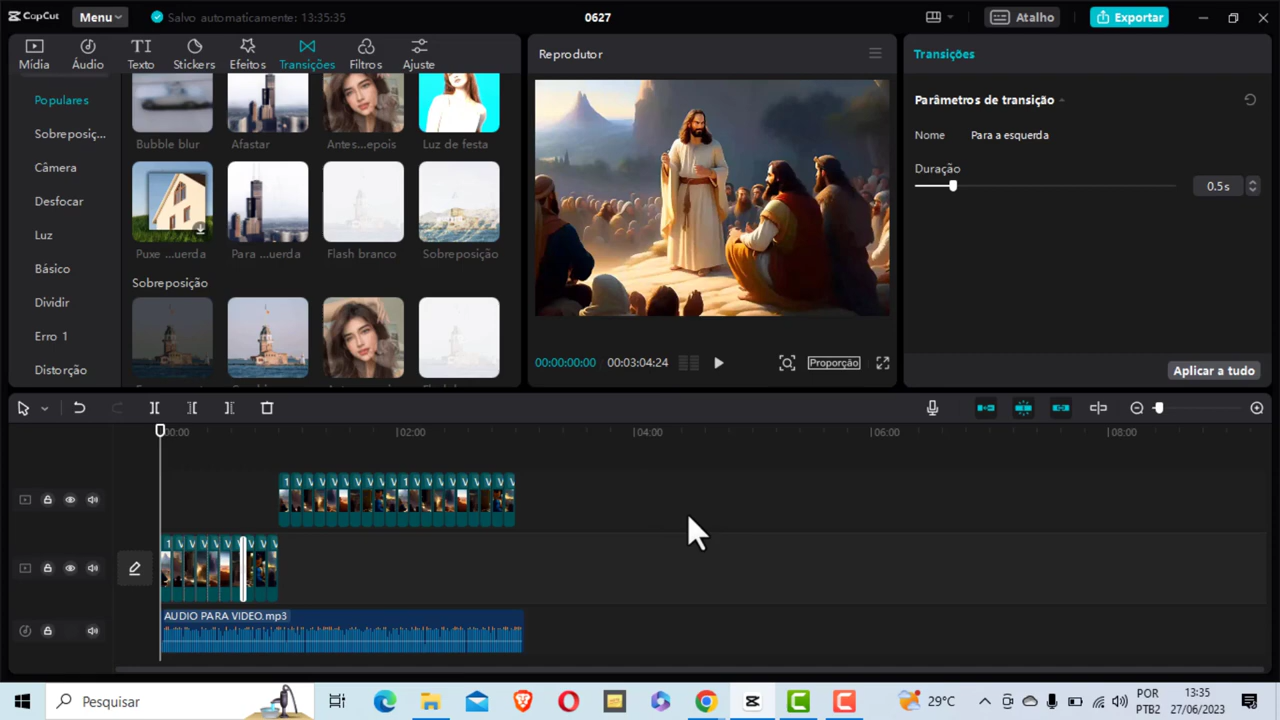 CapCut
Menu
Salvo automaticamente: 13:35:35
0627
Atalho
Exportar
Mídia
Áudio
Texto
Stickers
Efeitos
Transições
Filtros
Ajuste
Populares
Sobreposiç...
Câmera
Desfocar
Luz
Básico
Dividir
Erro 1
Distorção
Bubble blur
Afastar
Antes...epois
Luz de festa
Puxe ...uerda
Para ...uerda
Flash branco
Sobreposição
Sobreposição
Reprodutor
00:00:00:00
00:03:04:24
Proporção
Transições
Parâmetros de transição
Nome
Para a esquerda
Duração
0.5s
Aplicar a tudo
00:00
02:00
04:00
06:00
08:00
AUDIO PARA VIDEO.mp3
Pesquisar
29°C
POR
PTB2
13:35
27/06/2023